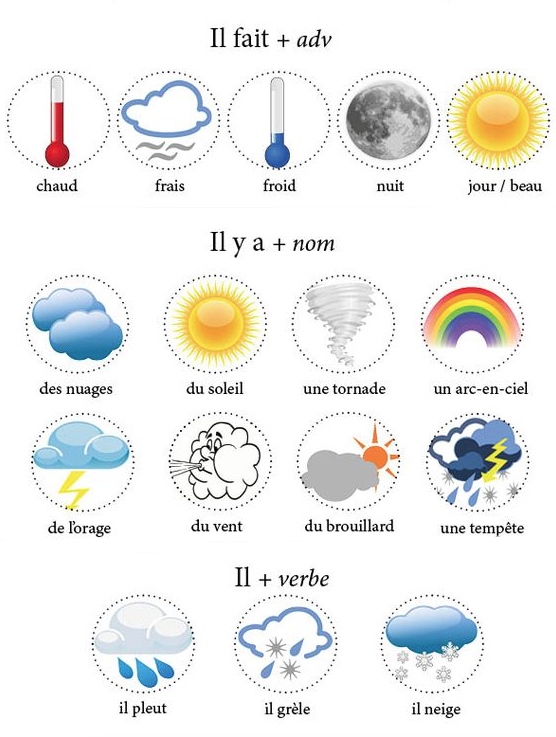 Il fait + adv
chaud frais froid nuit jour / beau
Il y a + nom
des nuages du soleil une tornade un arc-en-ciel
de l'orage du vent du brouillard une tempête
Il + verbe
il pleut il grèle il neige